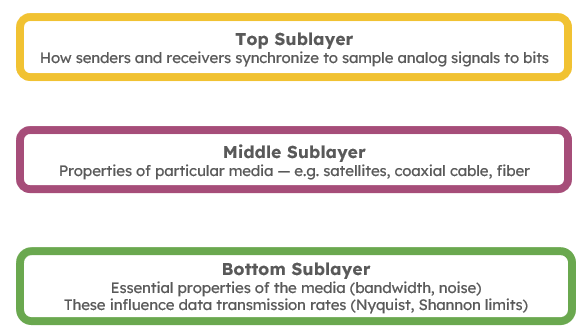 Top Sublayer
How senders and receivers synchronize to sample analog signals to bits
Middle Sublayer
Properties of particular media — e.g. satellites, coaxial cable, fiber
Bottom Sublayer
Essential properties of the media (bandwidth, noise)
These influence data transmission rates (Nyquist, Shannon limits)